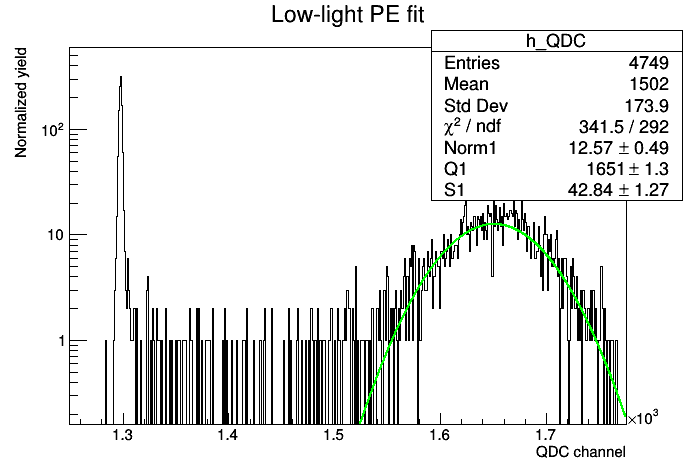 Low-light PE fit
h_QDC
Entries 4749
Mean 1502
Std Dev 173.9
χ² / ndf 341.5 / 292
Norm1 12.57 ± 0.49
Q1 1651 ± 1.3
S1 42.84 ± 1.27
Normalized yield
10²
10
1
1.3 1.4 1.5 1.6 1.7
×10³
QDC channel